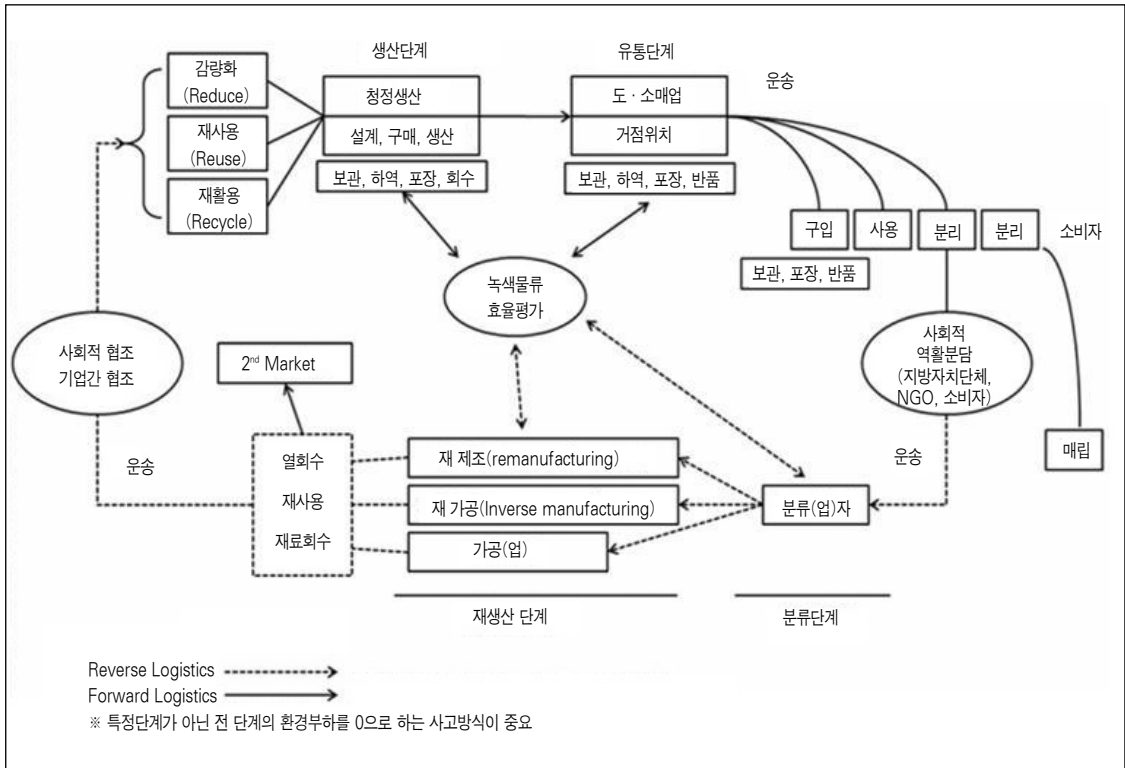 생산단계
유통단계
운송
감량화
(Reduce)
재사용
(Reuse)
재활용
(Recycle)
청정생산
설계, 구매, 생산
보관, 하역, 포장, 회수
도 · 소매업
거점위치
보관, 하역, 포장, 반품
구입
사용
분리
분리
소비자
보관, 포장, 반품
녹색물류
효율평가
사회적 협조
기업간 협조
2nd Market
사회적
역활분담
(지방자치단체,
NGO, 소비자)
매립
운송
운송
열회수
재사용
재료회수
재 제조(remanufacturing)
재 가공(Inverse manufacturing)
가공(업)
분류(업)자
재생산 단계
분류단계
Reverse Logistics
Forward Logistics
※ 특정단계가 아닌 전 단계의 환경부하를 0으로 하는 사고방식이 중요